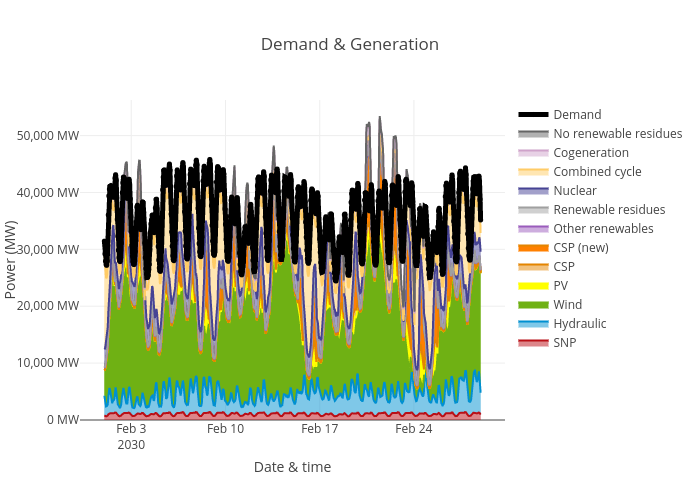 Demand & Generation
50,000 MW
40,000 MW
30,000 MW
20,000 MW
10,000 MW
0 MW
Power (MW)
Feb 3
2030
Feb 10
Feb 17
Feb 24
Date & time
Demand
No renewable residues
Cogeneration
Combined cycle
Nuclear
Renewable residues
Other renewables
CSP (new)
CSP
PV
Wind
Hydraulic
SNP